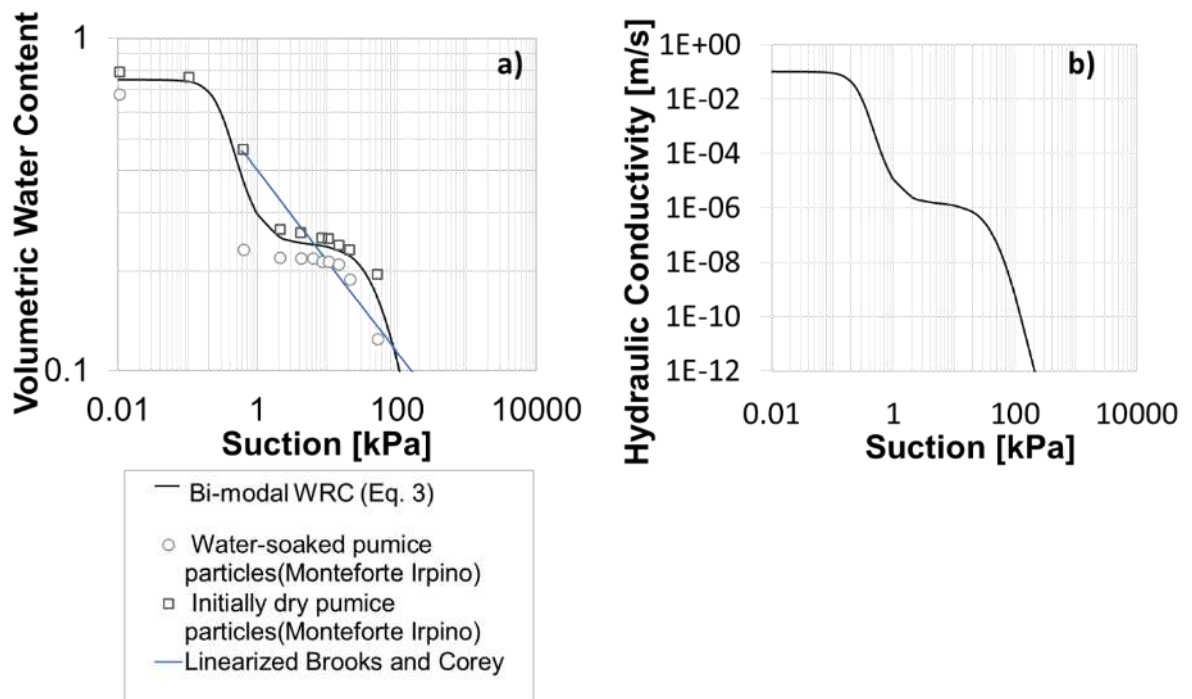 Volumetric Water Content
1
0.1
a)
0.01
1
100
10000
Suction [kPa]
Bi-modal WRC (Eq. 3)
Water-soaked pumice
particles(Monteforte Irpino)
Initially dry pumice
particles(Monteforte Irpino)
Linearized Brooks and Corey
Hydraulic Conductivity [m/s]
1E+00
1E-02
1E-04
1E-06
1E-08
1E-10
1E-12
b)
0.01
1
100
10000
Suction [kPa]